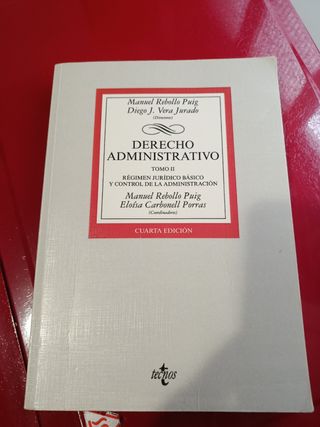 Manuel Rebollo Puig
Diego J. Vera Jurado
(Directores)
DERECHO
ADMINISTRATIVO
TOMO II
RÉGIMEN JURÍDICO BÁSICO
Y CONTROL DE LA ADMINISTRACIÓN
Manuel Rebollo Puig
Eloísa Carbonell Porras
(Coordinadores)
CUARTA EDICIÓN
tecnos